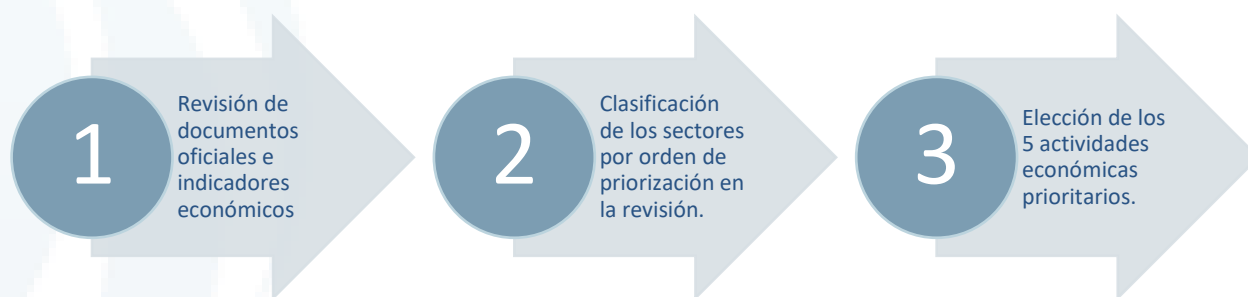 1
Revisión de
documentos
oficiales e
indicadores
económicos
2
Clasificación
de los sectores
por orden de
priorización en
la revisión.
3
Elección de los
5 actividades
económicas
prioritarios.